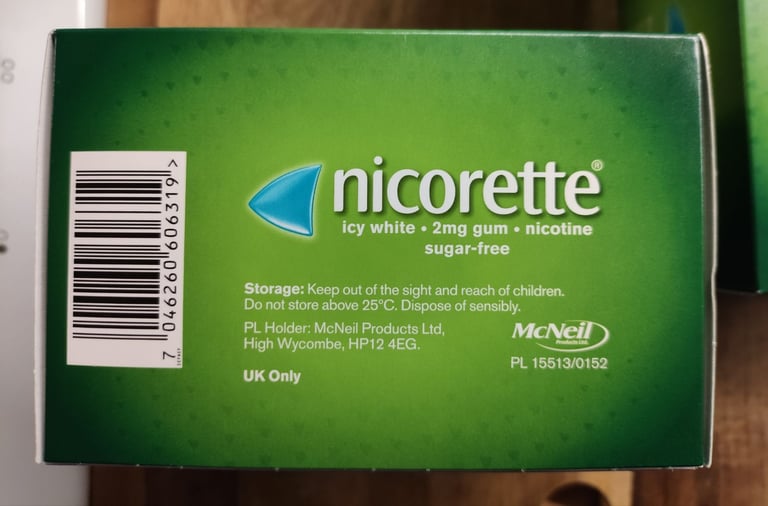 nicorette®
icy white • 2mg gum • nicotine
sugar-free
Storage: Keep out of the sight and reach of children.
Do not store above 25°C. Dispose of sensibly.
PL Holder: McNeil Products Ltd,
High Wycombe, HP12 4EG.
McNeil
Products Ltd.
PL 15513/0152
UK Only
7 046260 606319 >